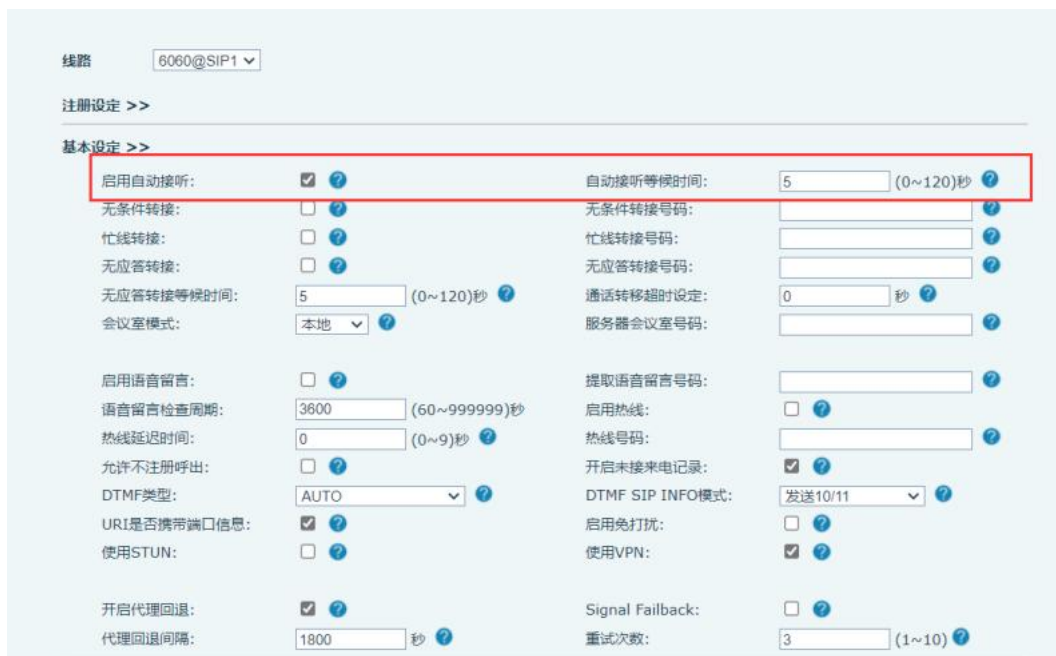 线路 6060@SIP1
注册设定 >>
基本设定 >>
启用自动接听: 自动接听等候时间: 5 (0~120)秒
无条件转接: 无条件转接号码:
忙线转接: 忙线转接号码:
无应答转接: 无应答转接号码:
无应答转接等候时间: 5 (0~120)秒 通话转移超时设定: 0 秒
会议室模式: 本地 服务器会议室号码:
启用语音留言: 提取语音留言号码:
语音留言检查周期: 3600 (60~999999)秒 启用热线:
热线延迟时间: 0 (0~9)秒 热线号码:
允许不注册呼出: 开启未接来电记录:
DTMF类型: AUTO DTMF SIP INFO模式: 发送10/11
URI是否携带端口信息: 启用免打扰:
使用STUN: 使用VPN:
开启代理回退: Signal Failback:
代理回退间隔: 1800 秒 重试次数: 3 (1~10)